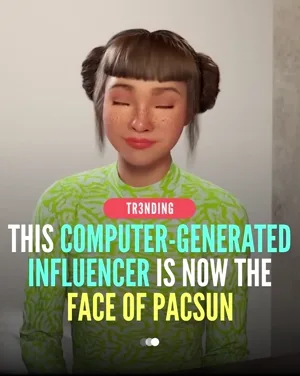 TR3NDING
THIS COMPUTER-GENERATED
INFLUENCER IS NOW THE
FACE OF PACSUN